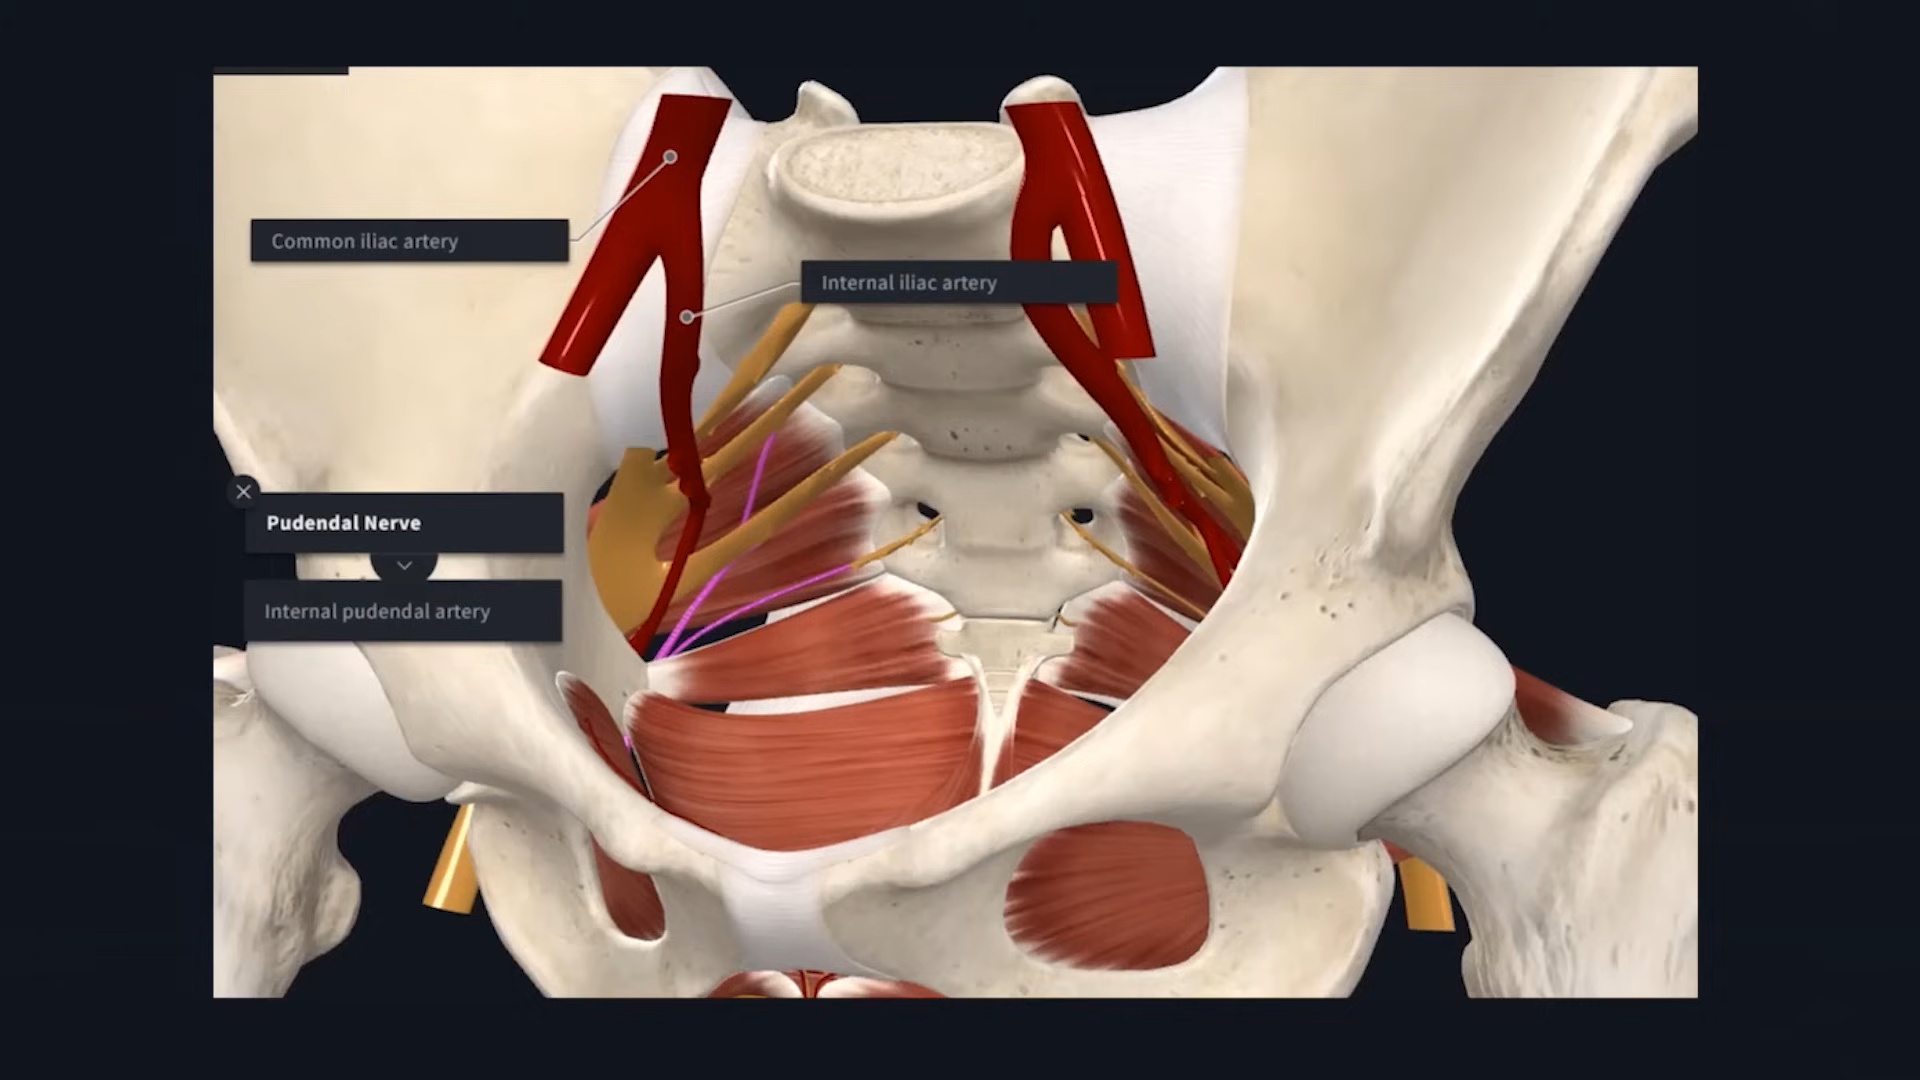 Common iliac artery
Internal iliac artery
Pudendal Nerve
Internal pudendal artery